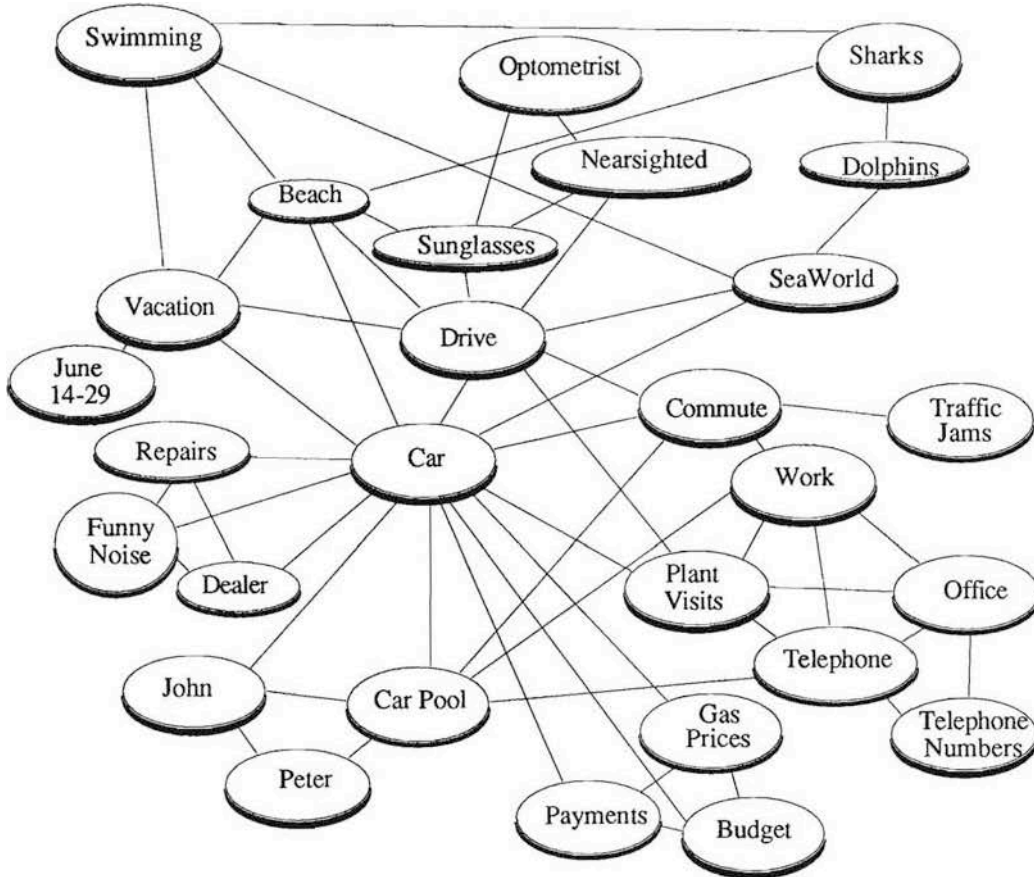 Swimming
Sharks
Optometrist
Nearsighted
Dolphins
Beach
Sunglasses
SeaWorld
Vacation
Drive
June
14-29
Commute
Traffic
Jams
Repairs
Car
Work
Funny
Noise
Dealer
Plant
Visits
Office
Telephone
John
Car Pool
Gas
Prices
Telephone
Numbers
Peter
Payments
Budget